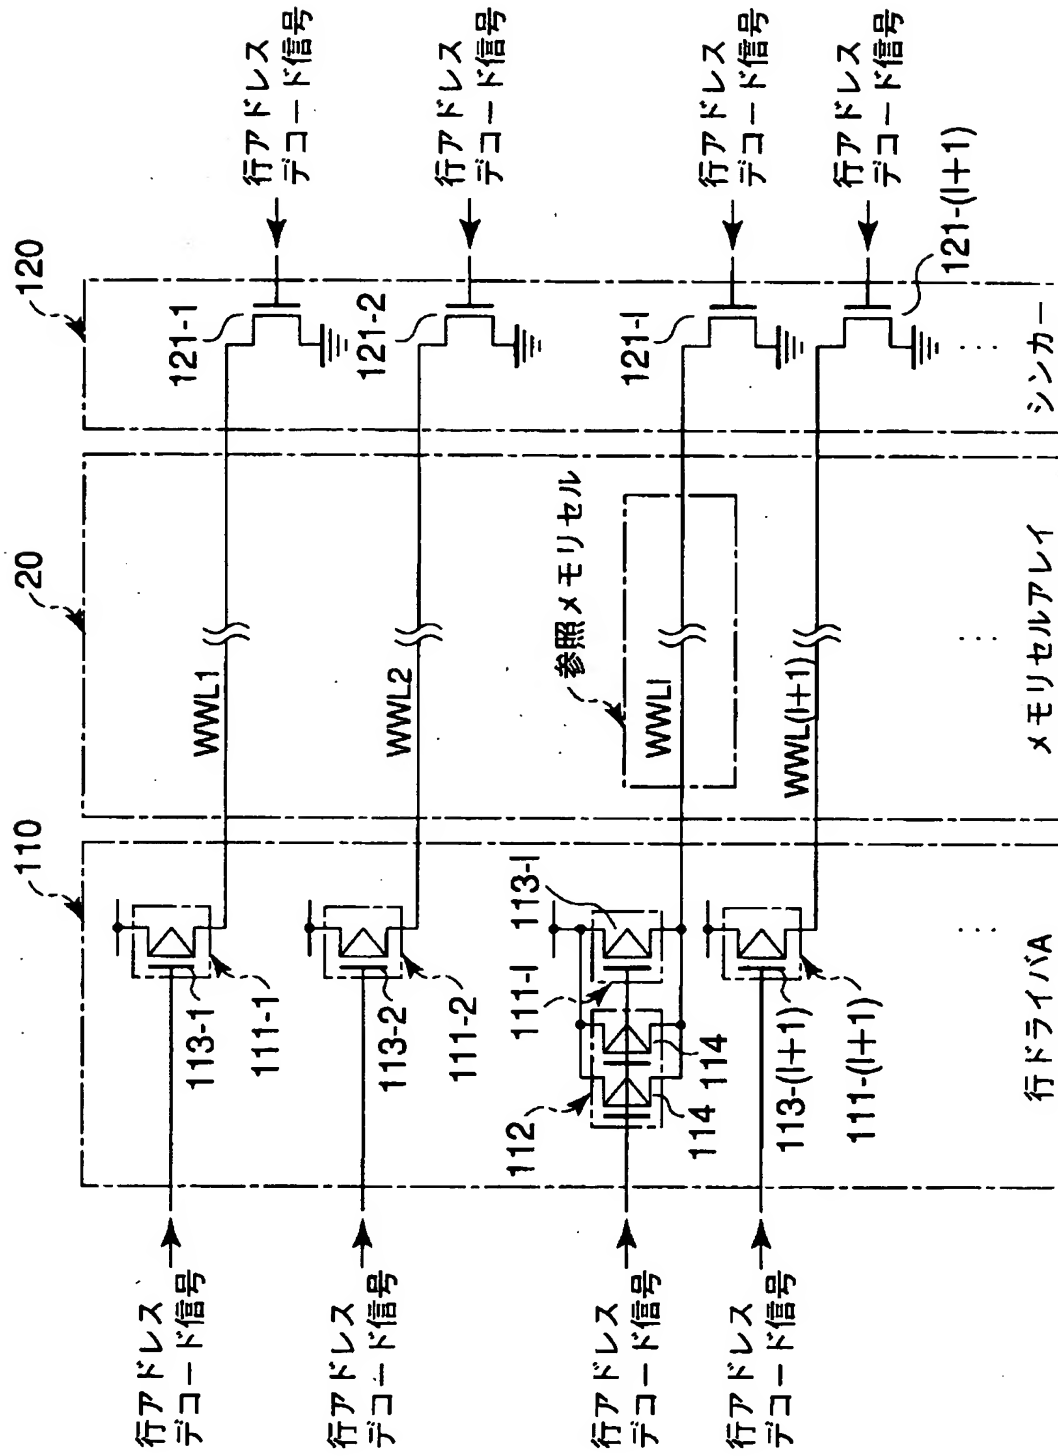 110
20
120
行アドレス
デコード信号
113-1
111-1
WWL1
121-1
行アドレス
デコード信号
行アドレス
デコード信号
113-2
111-2
WWL2
121-2
行アドレス
デコード信号
行アドレス
デコード信号
112
114
114
111-l
113-l
参照メモリセル
WWLl
121-l
行アドレス
デコード信号
行アドレス
デコード信号
113-(l+1)
111-(l+1)
WWL(l+1)
121-(l+1)
行アドレス
デコード信号
行ドライバA
メモリセルアレイ
シンカー